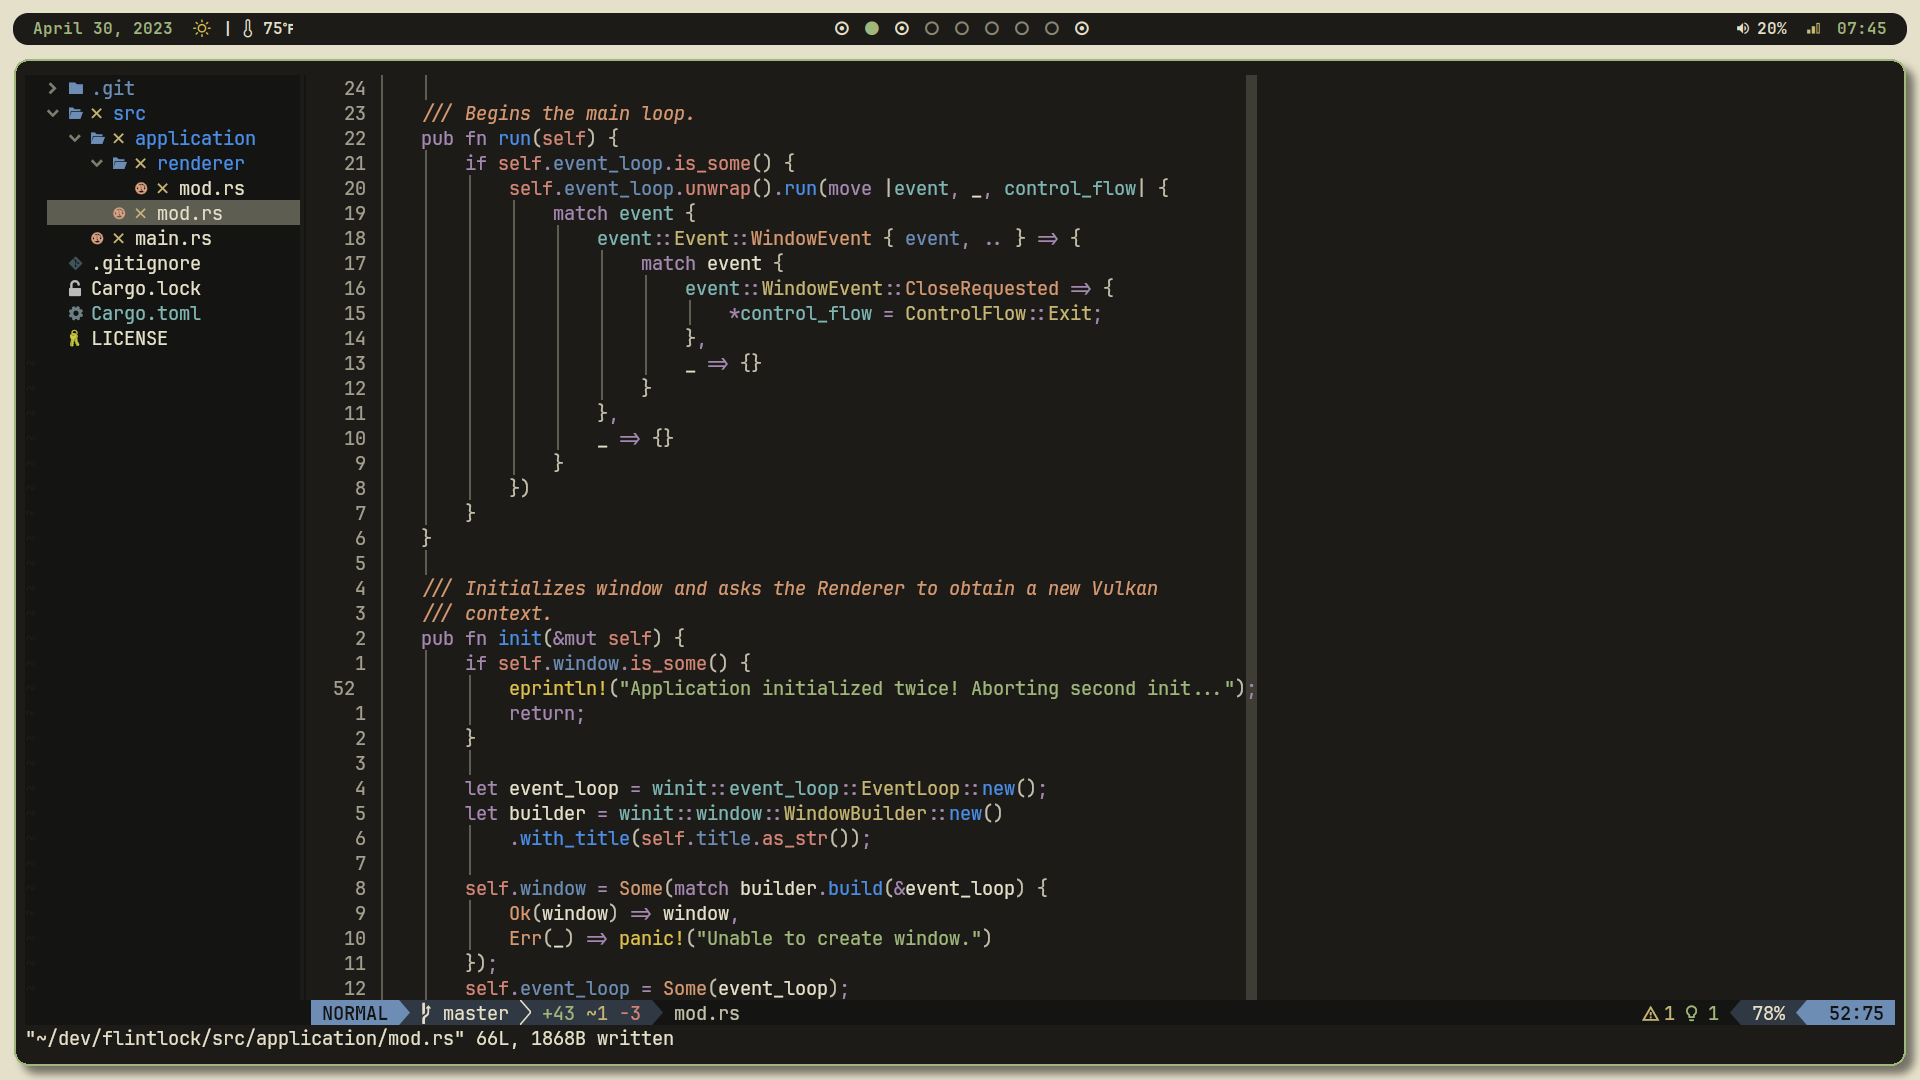 April 30, 2023 | 75°F 20% 07:45
.git
src
application
renderer
mod.rs
mod.rs
main.rs
.gitignore
Cargo.lock
Cargo.toml
LICENSE
24
23 /// Begins the main loop.
22 pub fn run(self) {
21 if self.event_loop.is_some() {
20 self.event_loop.unwrap().run(move |event, _, control_flow| {
19 match event {
18 event::Event::WindowEvent { event, .. } => {
17 match event {
16 event::WindowEvent::CloseRequested => {
15 *control_flow = ControlFlow::Exit;
14 },
13 _ => {}
12 }
11 },
10 _ => {}
9 }
8 })
7 }
6 }
5
4 /// Initializes window and asks the Renderer to obtain a new Vulkan
3 /// context.
2 pub fn init(&mut self) {
1 if self.window.is_some() {
52 eprintln!("Application initialized twice! Aborting second init...");
1 return;
2 }
3
4 let event_loop = winit::event_loop::EventLoop::new();
5 let builder = winit::window::WindowBuilder::new()
6 .with_title(self.title.as_str());
7
8 self.window = Some(match builder.build(&event_loop) {
9 Ok(window) => window,
10 Err(_) => panic!("Unable to create window.")
11 });
12 self.event_loop = Some(event_loop);
NORMAL master +43 ~1 -3 mod.rs 1 1 78% 52:75
"~/dev/flintlock/src/application/mod.rs" 66L, 1868B written